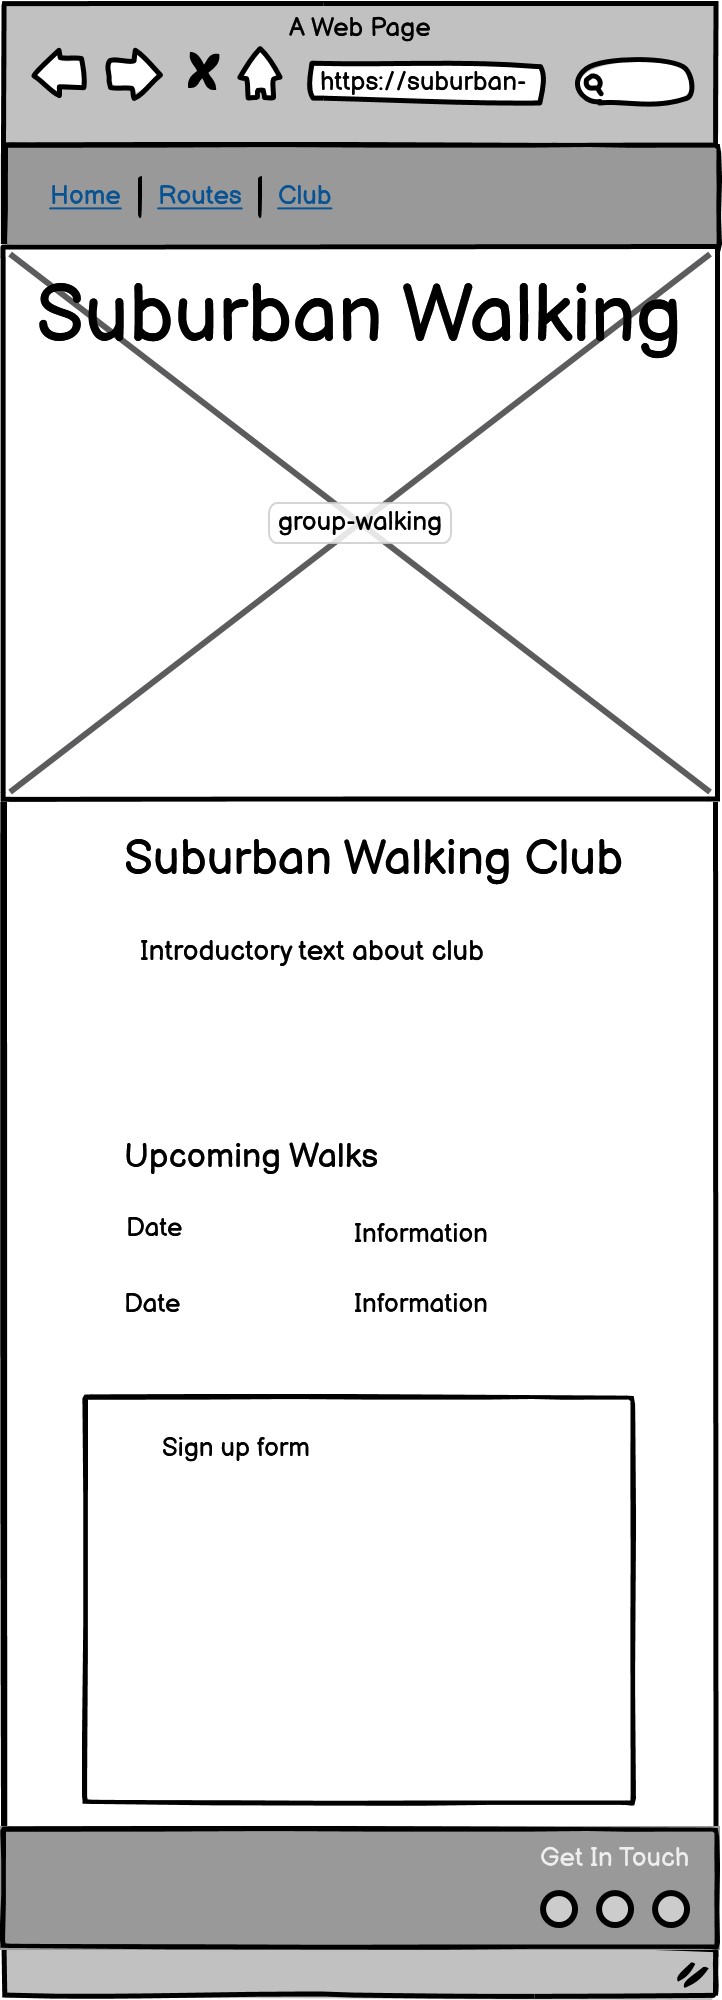 A Web Page
https://suburban-
Home Routes Club
Suburban Walking
group-walking
Suburban Walking Club
Introductory text about club
Upcoming Walks
Date Information
Date Information
Sign up form
Get In Touch